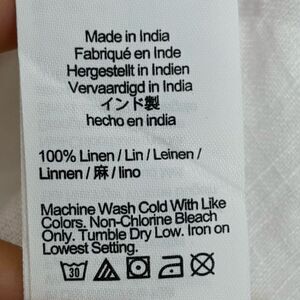 Made in India
Fabriqué en Inde
Hergestellt in Indien
Vervaardigd in India
インド製
hecho en india
100% Linen / Lin / Leinen /
Linnen / 麻 / lino
Machine Wash Cold With Like
Colors. Non-Chlorine Bleach
Only. Tumble Dry Low. Iron on
Lowest Setting.
30